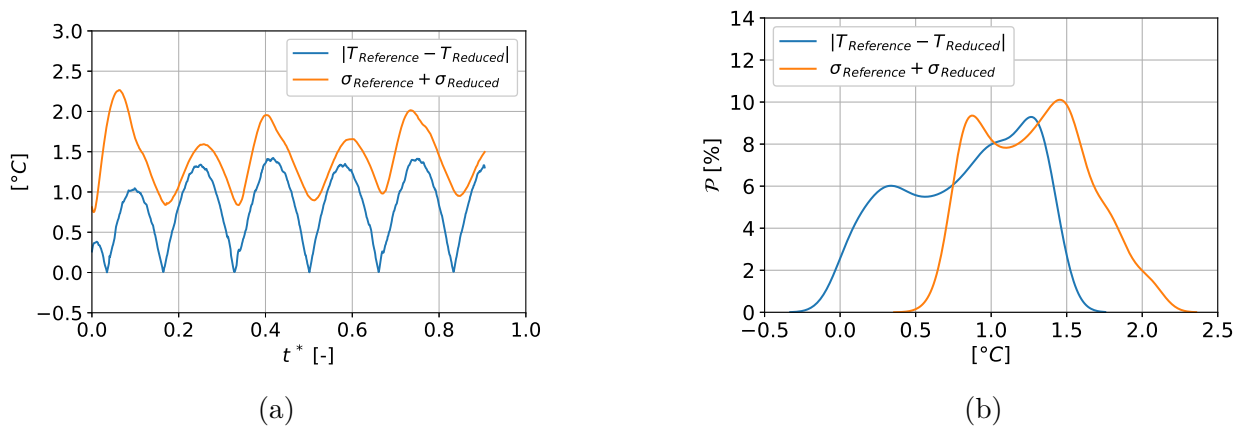 3.0
2.5
2.0
1.5
1.0
0.5
0.0
−0.5
[°C]
|T_Reference − T_Reduced|
σ_Reference + σ_Reduced
0.0 0.2 0.4 0.6 0.8 1.0
t* [-]
(a)
14
12
10
8
6
4
2
0
𝒫 [%]
|T_Reference − T_Reduced|
σ_Reference + σ_Reduced
−0.5 0.0 0.5 1.0 1.5 2.0 2.5
[°C]
(b)